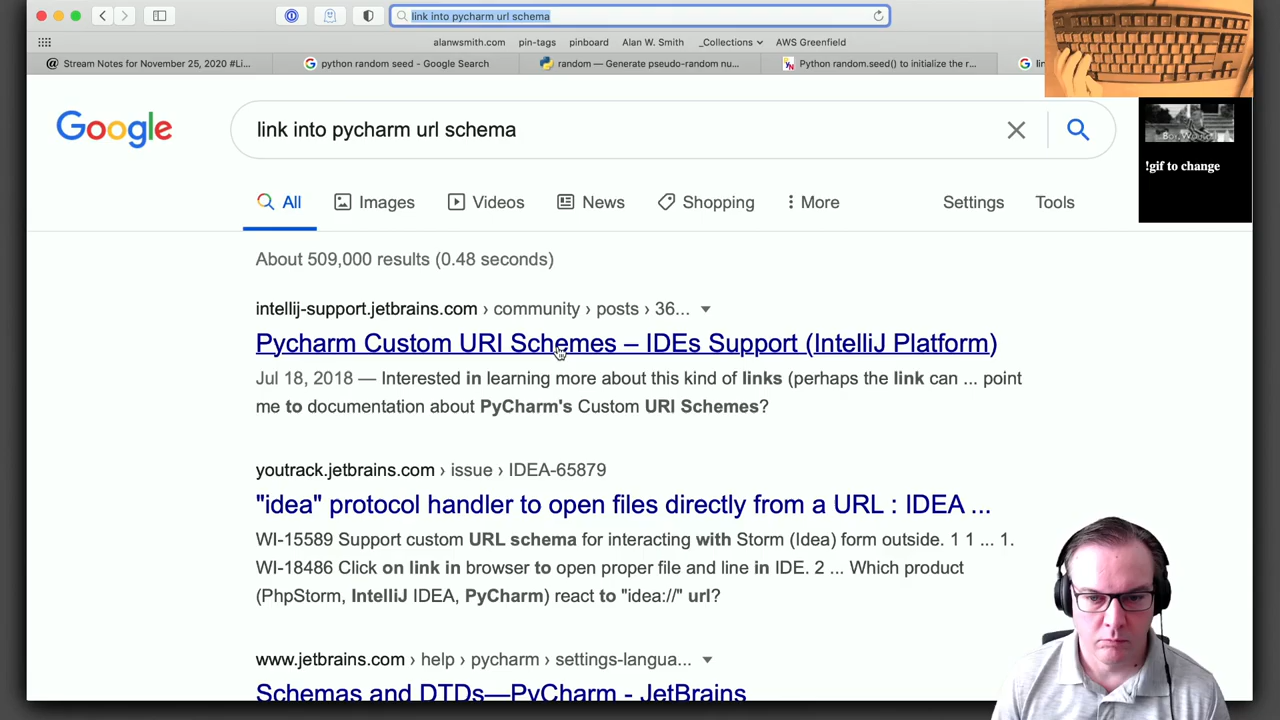 link into pycharm url schema
alanwsmith.com pin-tags pinboard Alan W. Smith _Collections AWS Greenfield
@ Stream Notes for November 25, 2020 #Li... python random seed - Google Search random — Generate pseudo-random nu... Python random.seed() to initialize the r... lin
Google
link into pycharm url schema
!gif to change
All Images Videos News Shopping More Settings Tools
About 509,000 results (0.48 seconds)
intellij-support.jetbrains.com › community › posts › 36...
Pycharm Custom URI Schemes – IDEs Support (IntelliJ Platform)
Jul 18, 2018 — Interested in learning more about this kind of links (perhaps the link can ... point
me to documentation about PyCharm's Custom URI Schemes?
youtrack.jetbrains.com › issue › IDEA-65879
"idea" protocol handler to open files directly from a URL : IDEA ...
WI-15589 Support custom URL schema for interacting with Storm (Idea) form outside. 1 1 ... 1.
WI-18486 Click on link in browser to open proper file and line in IDE. 2 ... Which product
(PhpStorm, IntelliJ IDEA, PyCharm) react to "idea://" url?
www.jetbrains.com › help › pycharm › settings-langua...
Schemas and DTDs—PyCharm - JetBrains